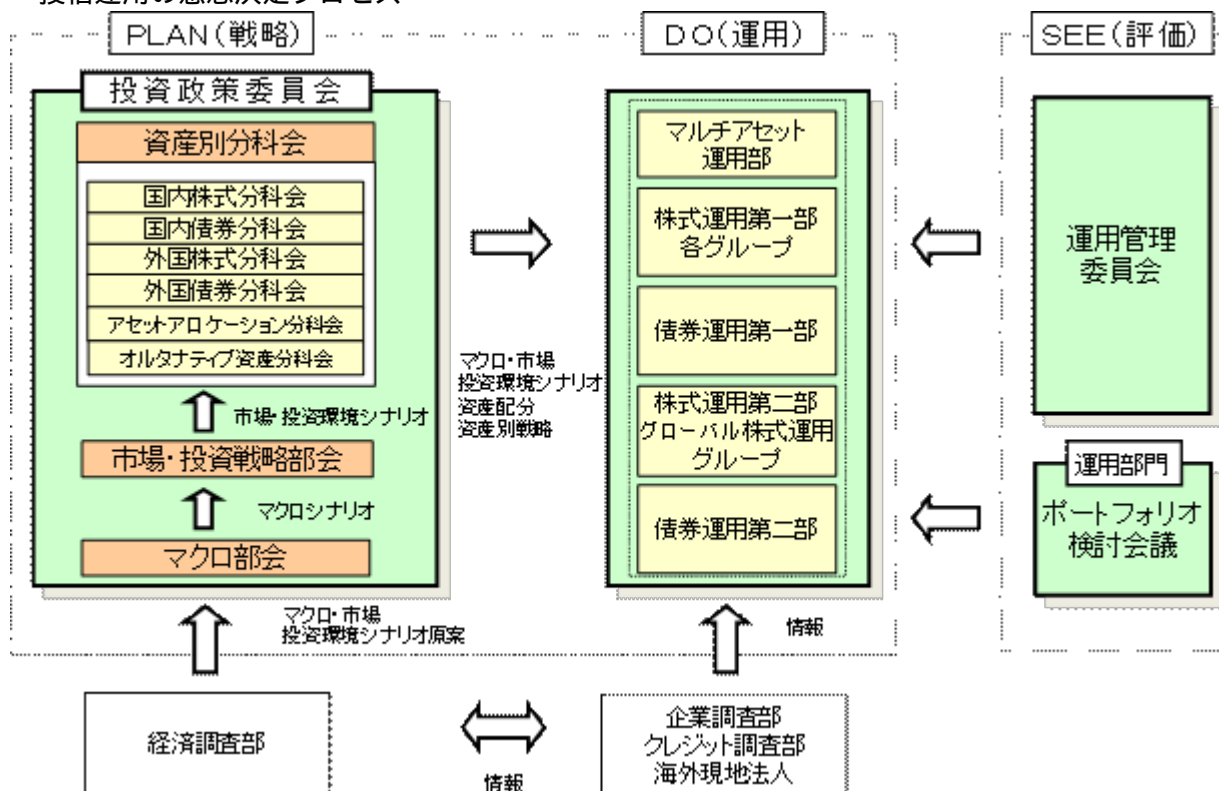 投信運用の意思決定プロセス
PLAN(戦略)
投資政策委員会
資産別分科会
国内株式分科会
国内債券分科会
外国株式分科会
外国債券分科会
アセットアロケーション分科会
オルタナティブ資産分科会
市場・投資環境シナリオ
市場・投資戦略部会
マクロシナリオ
マクロ部会
マクロ・市場
投資環境シナリオ原案
経済調査部
マクロ・市場
投資環境シナリオ
資産配分
資産別戦略
DO(運用)
マルチアセット
運用部
株式運用第一部
各グループ
債券運用第一部
株式運用第二部
グローバル株式運用
グループ
債券運用第二部
情報
情報
企業調査部
クレジット調査部
海外現地法人
SEE(評価)
運用管理
委員会
運用部門
ポートフォリオ
検討会議